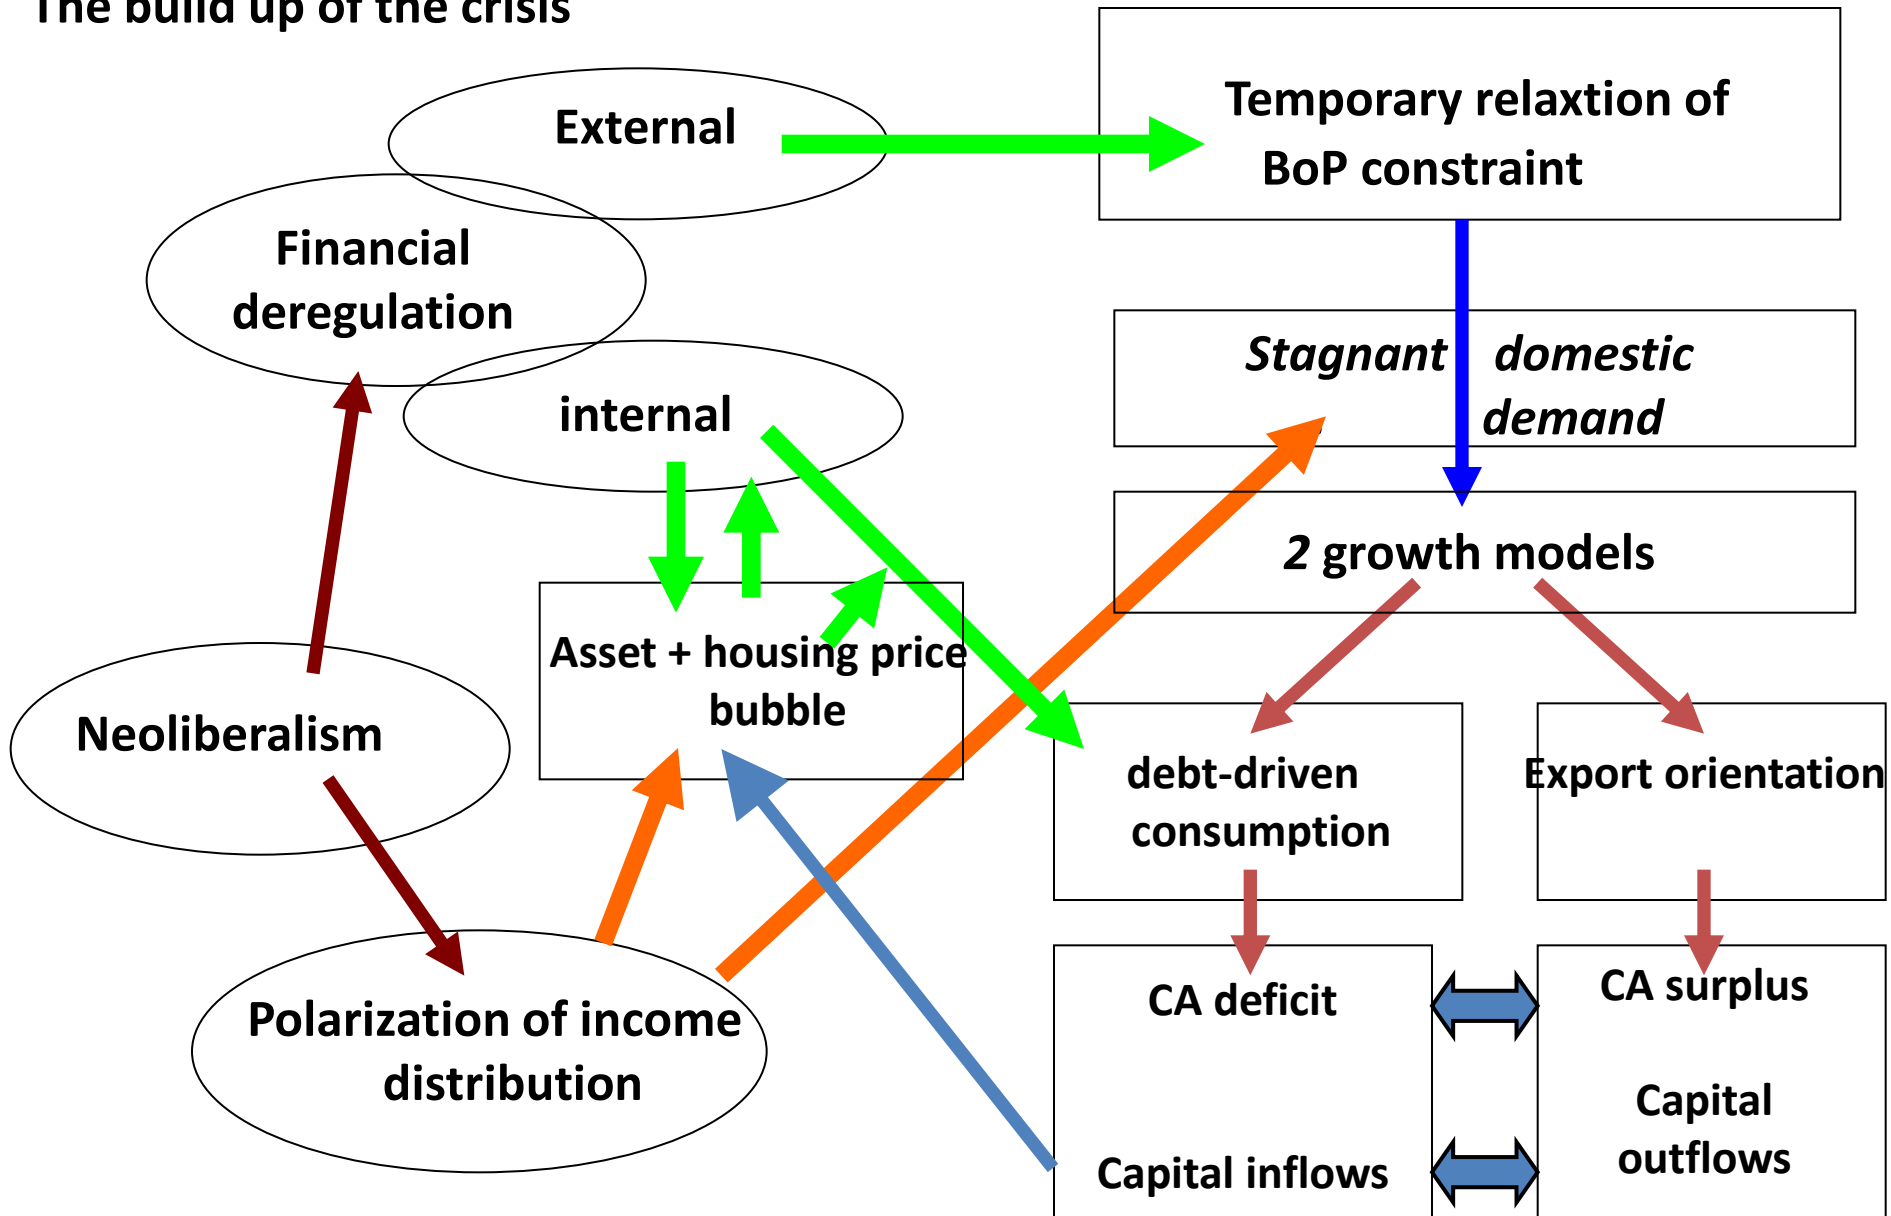 The build up of the crisis
External
Temporary relaxtion of
BoP constraint
Financial
deregulation
Stagnant domestic
demand
internal
2 growth models
Asset + housing price
bubble
Neoliberalism
debt-driven
consumption
Export orientation
Polarization of income
distribution
CA deficit
CA surplus
Capital
outflows
Capital inflows